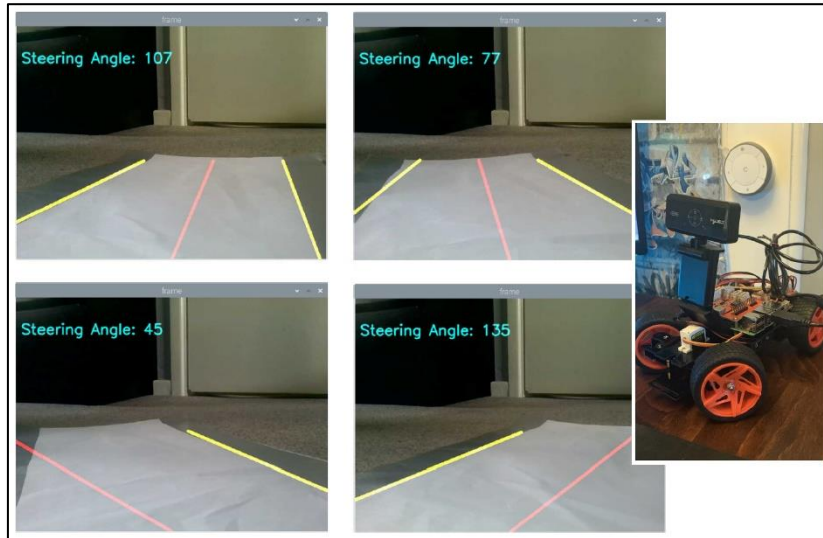 frame
Steering Angle: 107
frame
Steering Angle: 77
frame
Steering Angle: 45
frame
Steering Angle: 135